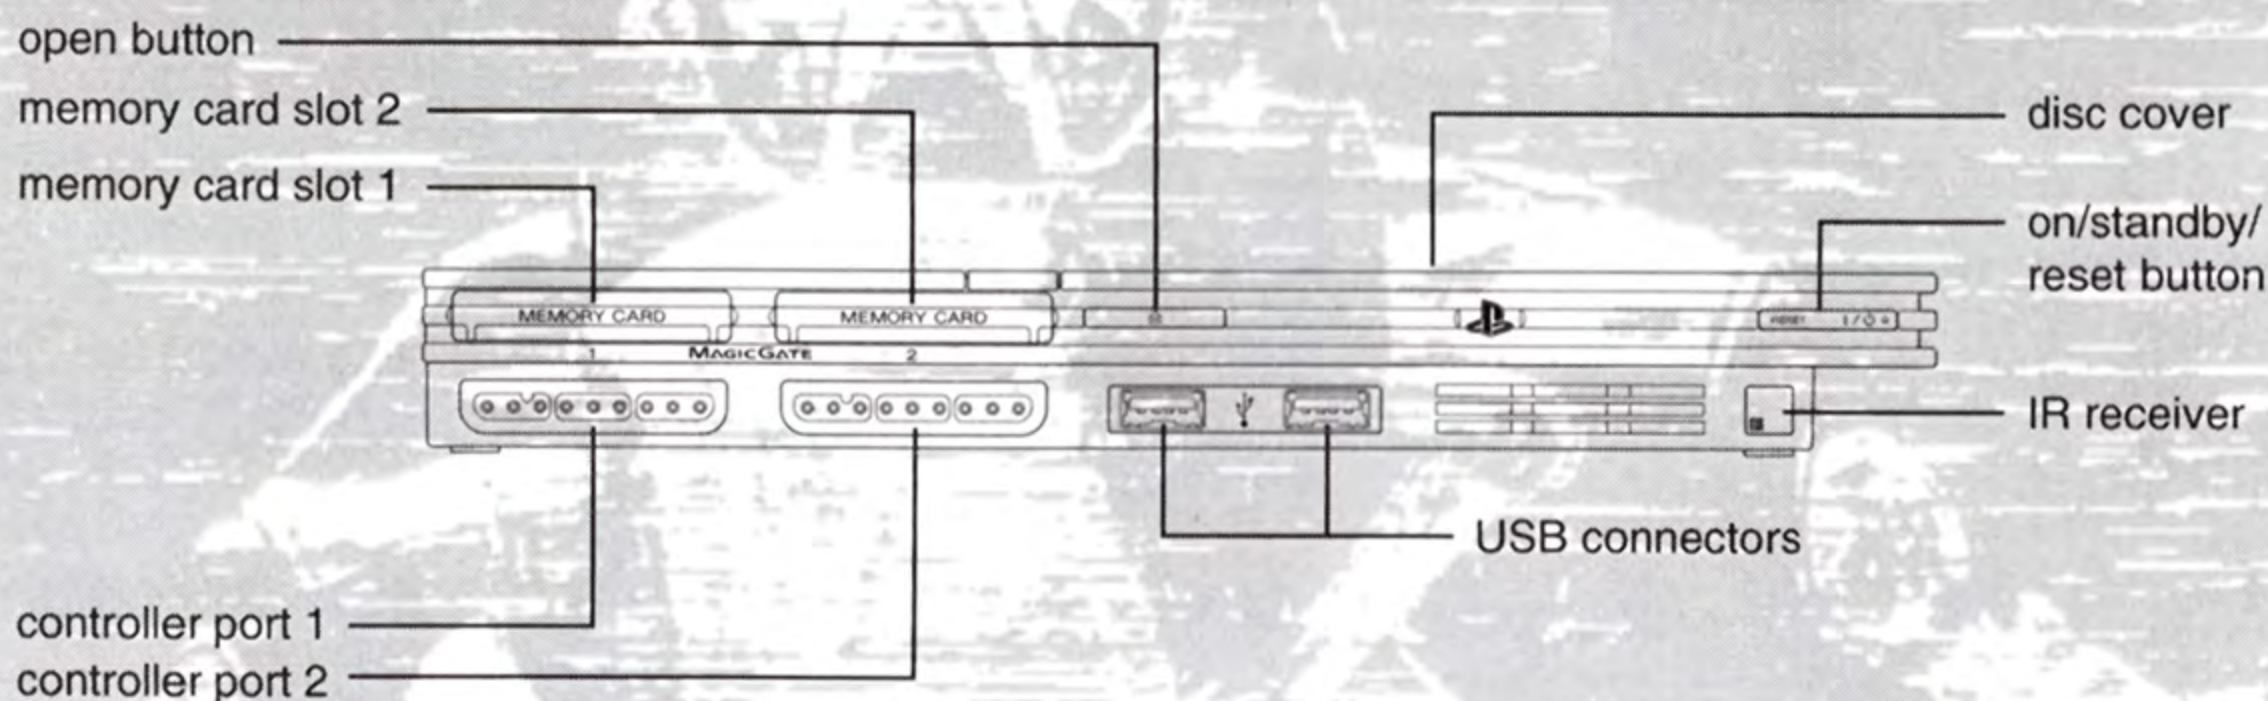 open button
memory card slot 2
memory card slot 1
disc cover
on/standby/
reset button
MEMORY CARD
MEMORY CARD
1
MAGICGATE
2
RESET
IR receiver
USB connectors
controller port 1
controller port 2